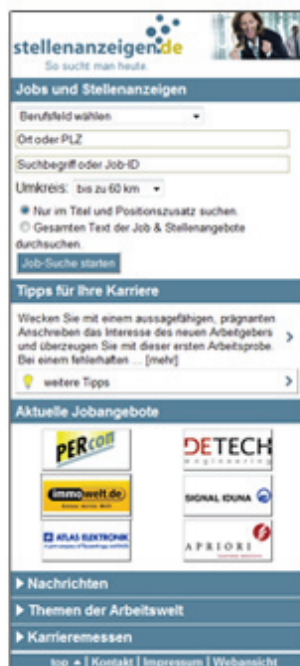 stellenanzeigen.de
So sucht man heute.
Jobs und Stellenanzeigen
Berufsfeld wählen
Ort oder PLZ
Suchbegriff oder Job-ID
Umkreis: bis zu 60 km
Nur im Titel und Positionszusatz suchen.
Gesamten Text der Job & Stellenangebote
durchsuchen.
Job-Suche starten
Tipps für Ihre Karriere
Wecken Sie mit einem aussagefähigen, prägnanten
Anschreiben das Interesse des neuen Arbeitgebers
und überzeugen Sie mit dieser ersten Arbeitsprobe.
Bei einem fehlerhaften ... [mehr]
weitere Tipps
Aktuelle Jobangebote
PERcon
DETECH
engineering
immowelt.de
SIGNAL IDUNA
ATLAS ELEKTRONIK
APRIORI
Nachrichten
Themen der Arbeitswelt
Karrieremessen
top | Kontakt | Impressum | Webansicht